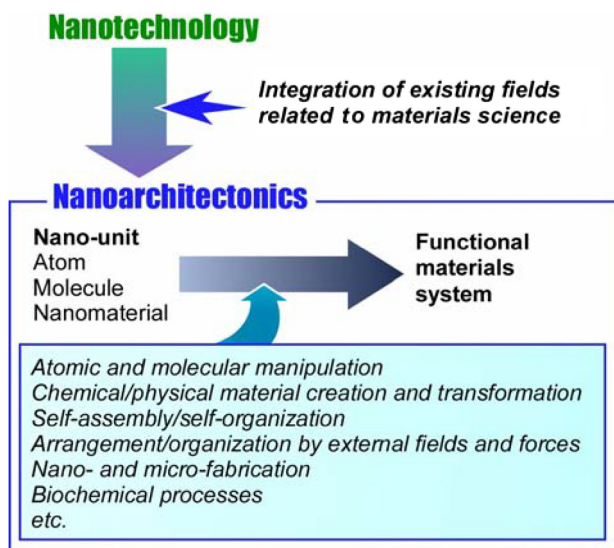 Nanotechnology
Integration of existing fields
related to materials science
Nanoarchitectonics
Nano-unit
Atom
Molecule
Nanomaterial
Functional
materials
system
Atomic and molecular manipulation
Chemical/physical material creation and transformation
Self-assembly/self-organization
Arrangement/organization by external fields and forces
Nano- and micro-fabrication
Biochemical processes
etc.